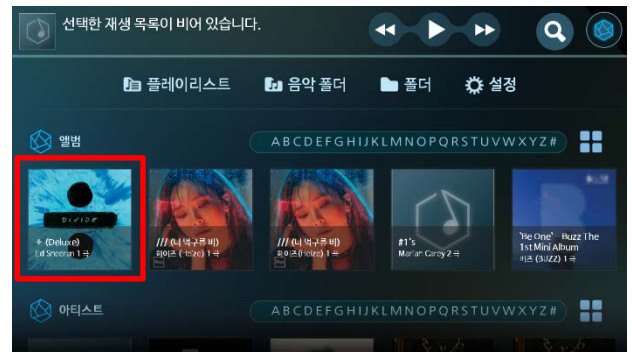 선택한 재생 목록이 비어 있습니다.
플레이리스트 음악 폴더 폴더 설정
앨범 ABCDEFGHIJKLMNOPQRSTUVWXYZ#
DIVIDE
÷ (Deluxe)
Ed Sheeran 1곡
/// (너 먹구름 비)
헤이즈 (Heize) 1곡
/// (너 먹구름 비)
헤이즈(Heize) 1곡
#1's
Mariah Carey 2곡
'Be One' - Buzz The
1st Mini Album
버즈 (BUZZ) 1곡
아티스트 ABCDEFGHIJKLMNOPQRSTUVWXYZ#